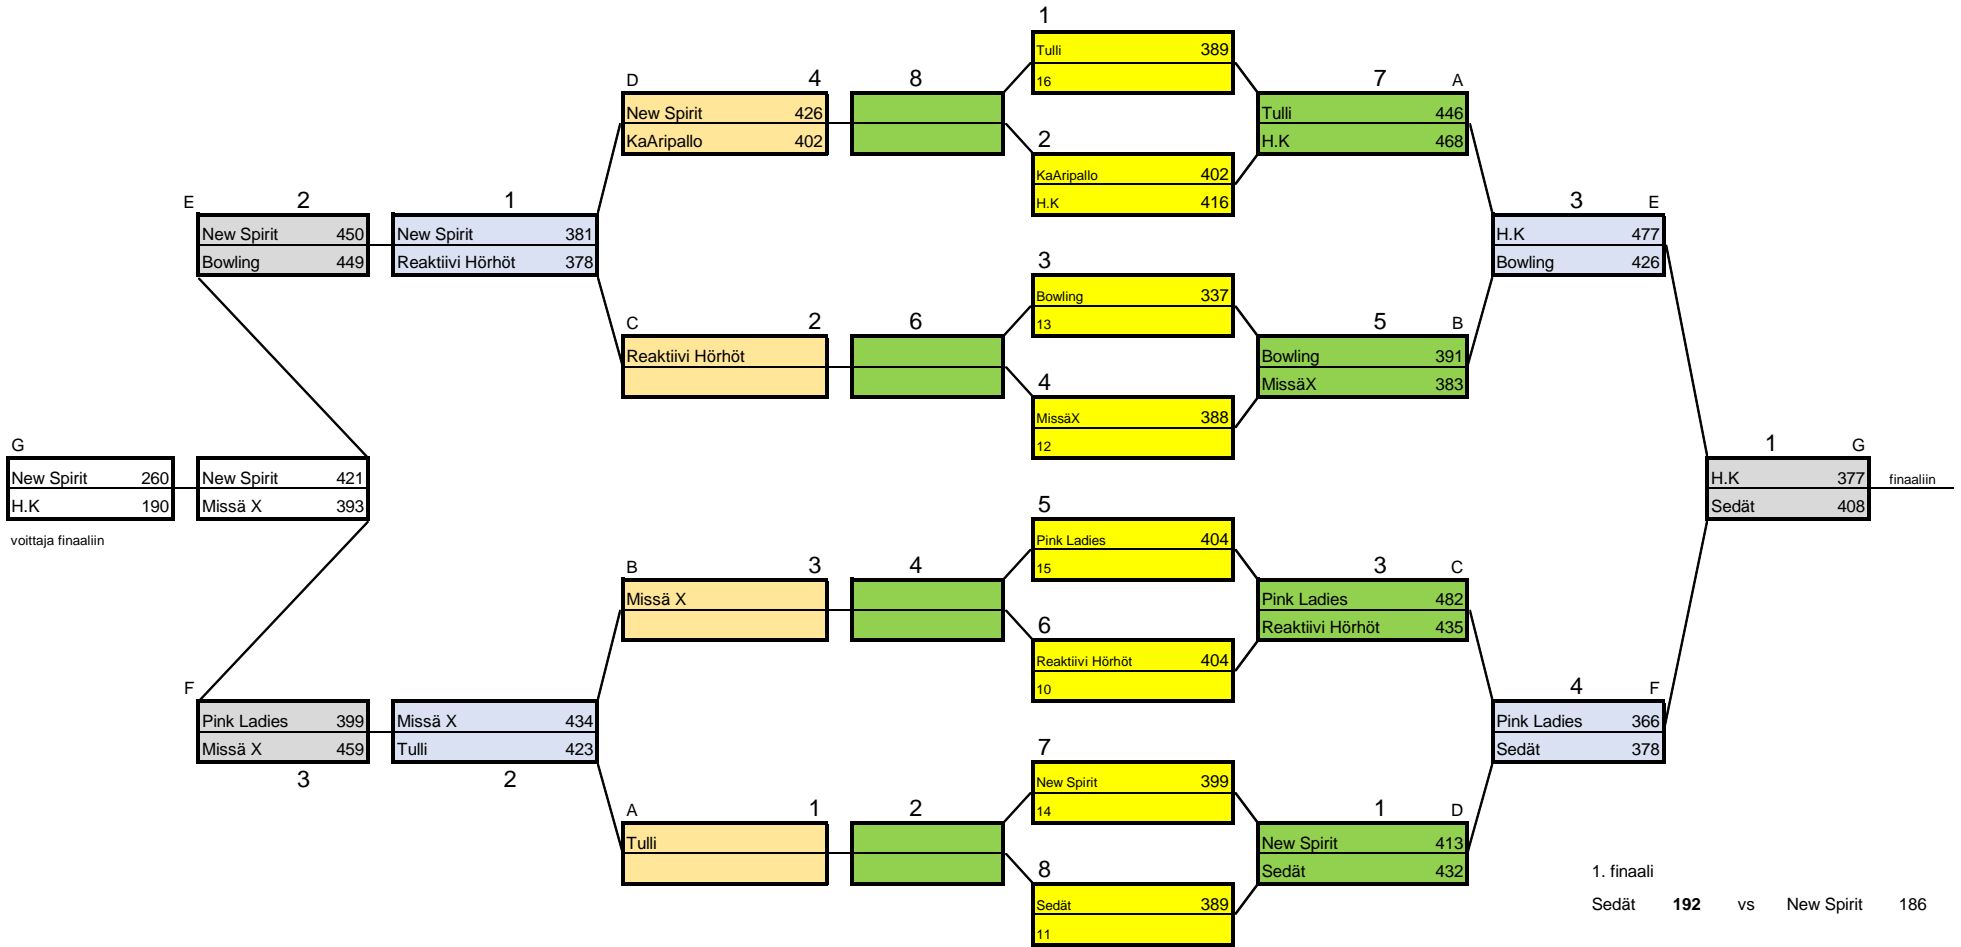 1
Tulli 389
16
D 4
8
7 A
New Spirit 426
KaAripallo 402
Tulli 446
H.K 468
2
KaAripallo 402
H.K 416
E 2
1
3 E
New Spirit 450
Bowling 449
New Spirit 381
Reaktiivi Hörhöt 378
H.K 477
Bowling 426
3
Bowling 337
13
C 2
6
5 B
Reaktiivi Hörhöt
Bowling 391
MissäX 383
4
MissäX 388
12
G
New Spirit 260
H.K 190
voittaja finaaliin
New Spirit 421
Missä X 393
1 G
H.K 377
Sedät 408
finaaliin
5
Pink Ladies 404
15
B 3
4
3 C
Missä X
Pink Ladies 482
Reaktiivi Hörhöt 435
6
Reaktiivi Hörhöt 404
10
F
Pink Ladies 399
Missä X 459
3
Missä X 434
Tulli 423
2
4 F
Pink Ladies 366
Sedät 378
7
New Spirit 399
14
A 1
2
1 D
Tulli
New Spirit 413
Sedät 432
8
Sedät 389
11
1. finaali
Sedät 192 vs New Spirit 186